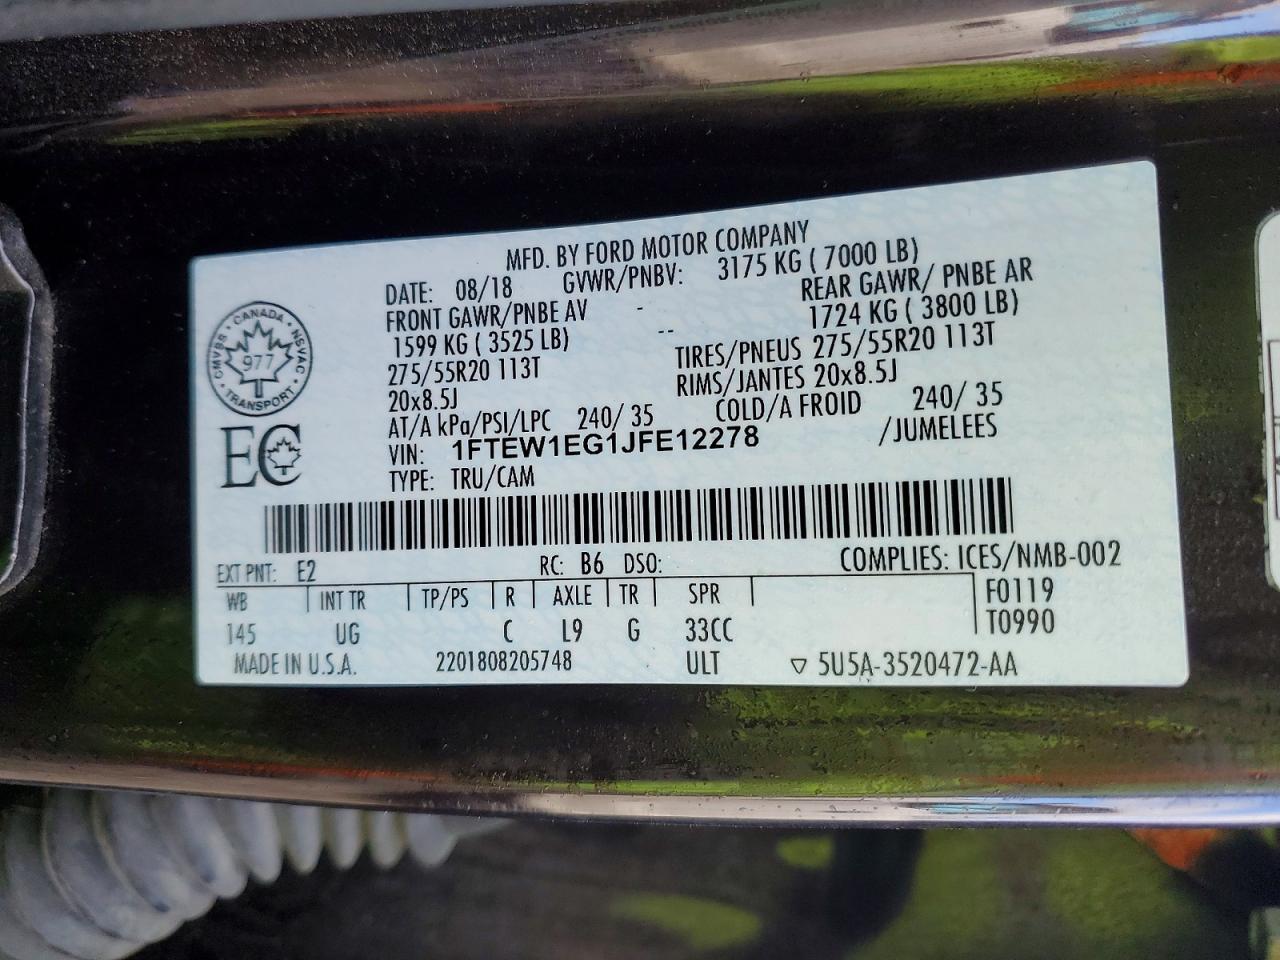 MFD. BY FORD MOTOR COMPANY
DATE: 08/18 GVWR/PNBV: 3175 KG ( 7000 LB)
FRONT GAWR/PNBE AV - REAR GAWR/ PNBE AR
1599 KG ( 3525 LB) -- 1724 KG ( 3800 LB)
275/55R20 113T TIRES/PNEUS 275/55R20 113T
20x8.5J RIMS/JANTES 20x8.5J
AT/A kPa/PSI/LPC 240/ 35 COLD/A FROID 240/ 35
VIN: 1FTEW1EG1JFE12278 /JUMELEES
TYPE: TRU/CAM
CANADA
CMVSS NSVAC
977
TRANSPORT
EC
EXT PNT: E2 RC: B6 DSO: COMPLIES: ICES/NMB-002
WB INT TR TP/PS R AXLE TR SPR F0119
145 UG C L9 G 33CC T0990
MADE IN U.S.A. 2201808205748 ULT ▽ 5U5A-3520472-AA